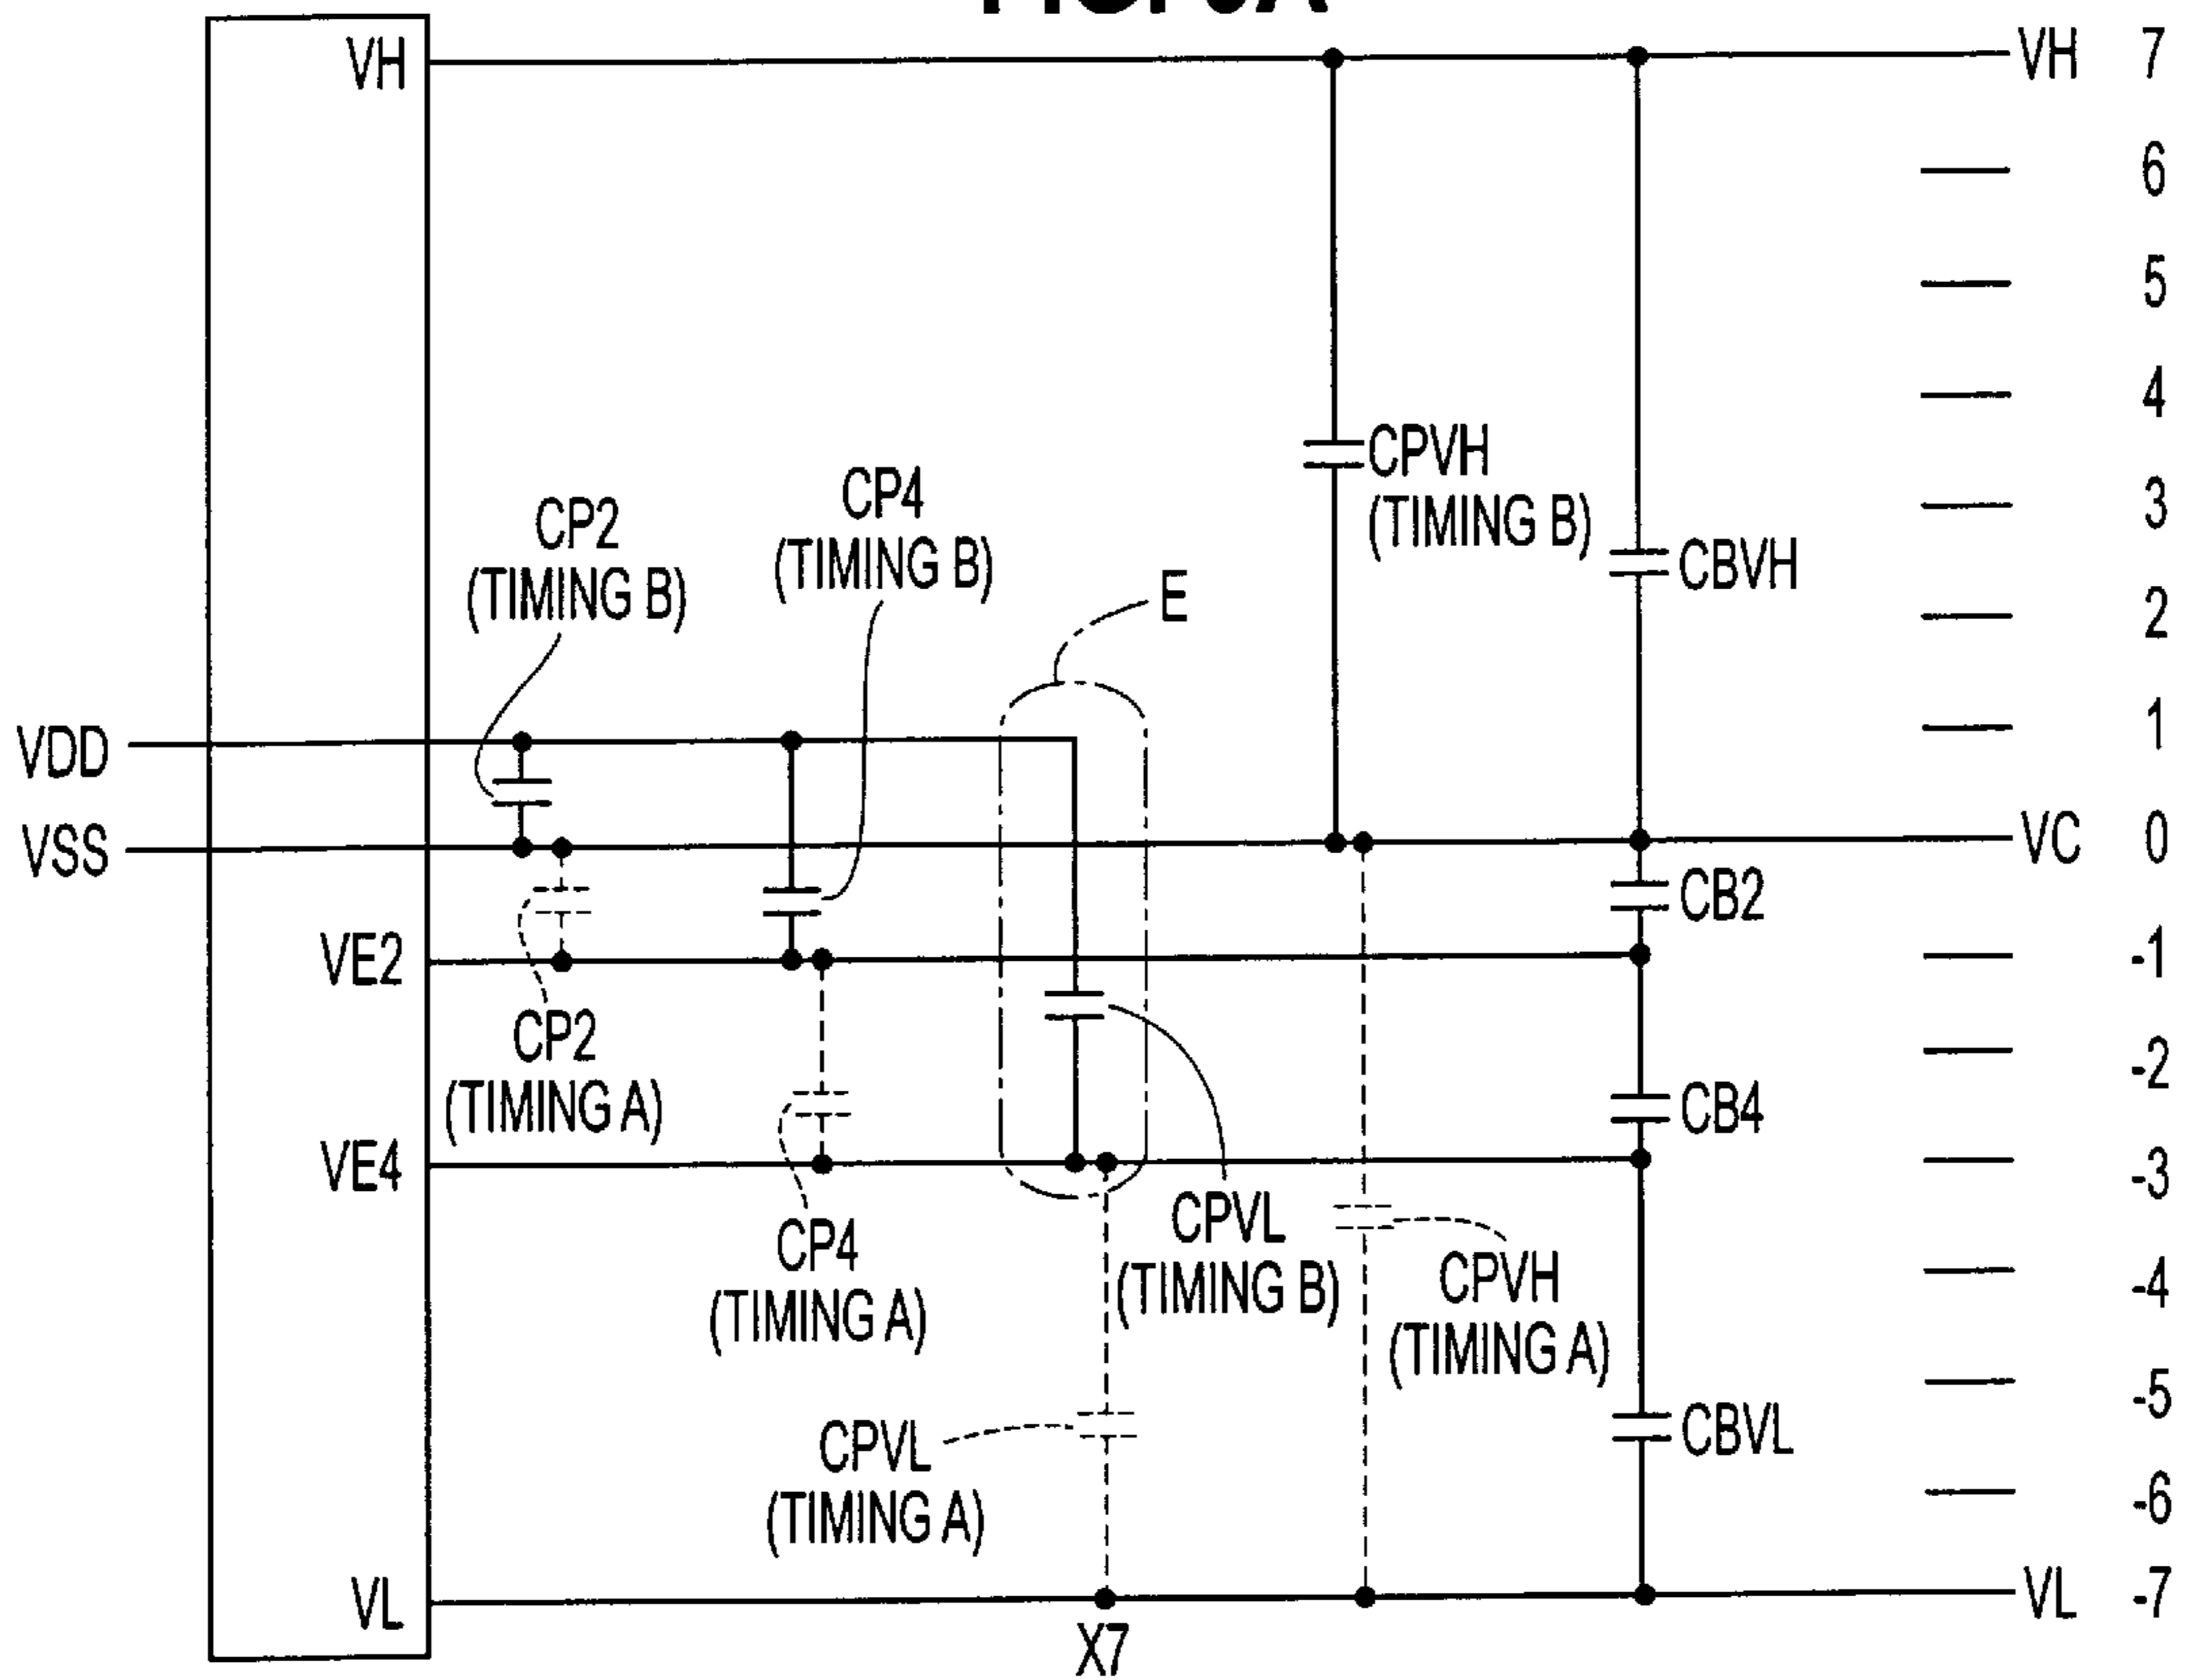 VH
VH 7
6
5
4
3
2
1
CPVH
(TIMING B)
CP4
(TIMING B)
CP2
(TIMING B)
CBVH
E
VDD
VSS
VC 0
CB2
VE2
-1
CP2
(TIMING A)
-2
CB4
VE4
-3
CPVL
(TIMING B)
CP4
(TIMING A)
CPVH
(TIMING A)
-4
-5
CPVL
(TIMING A)
CBVL
-6
VL
VL -7
X7